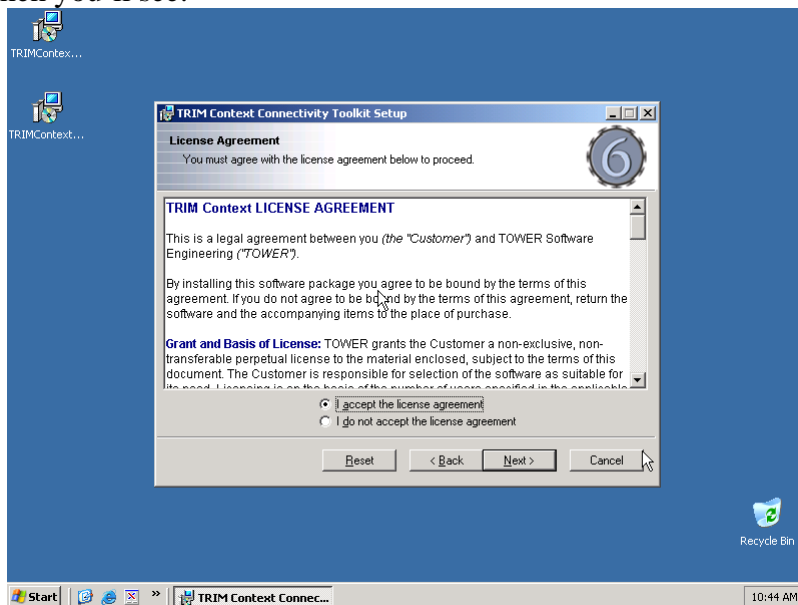 TRIMContex...
TRIMContext...
TRIM Context Connectivity Toolkit Setup
License Agreement
You must agree with the license agreement below to proceed.
6
TRIM Context LICENSE AGREEMENT
This is a legal agreement between you (the "Customer") and TOWER Software
Engineering ("TOWER").
By installing this software package you agree to be bound by the terms of this
agreement. If you do not agree to be bound by the terms of this agreement, return the
software and the accompanying items to the place of purchase.
Grant and Basis of License: TOWER grants the Customer a non-exclusive, non-
transferable perpetual license to the material enclosed, subject to the terms of this
document. The Customer is responsible for selection of the software as suitable for
I accept the license agreement
I do not accept the license agreement
Reset
< Back
Next >
Cancel
Recycle Bin
Start
»
TRIM Context Connec...
10:44 AM